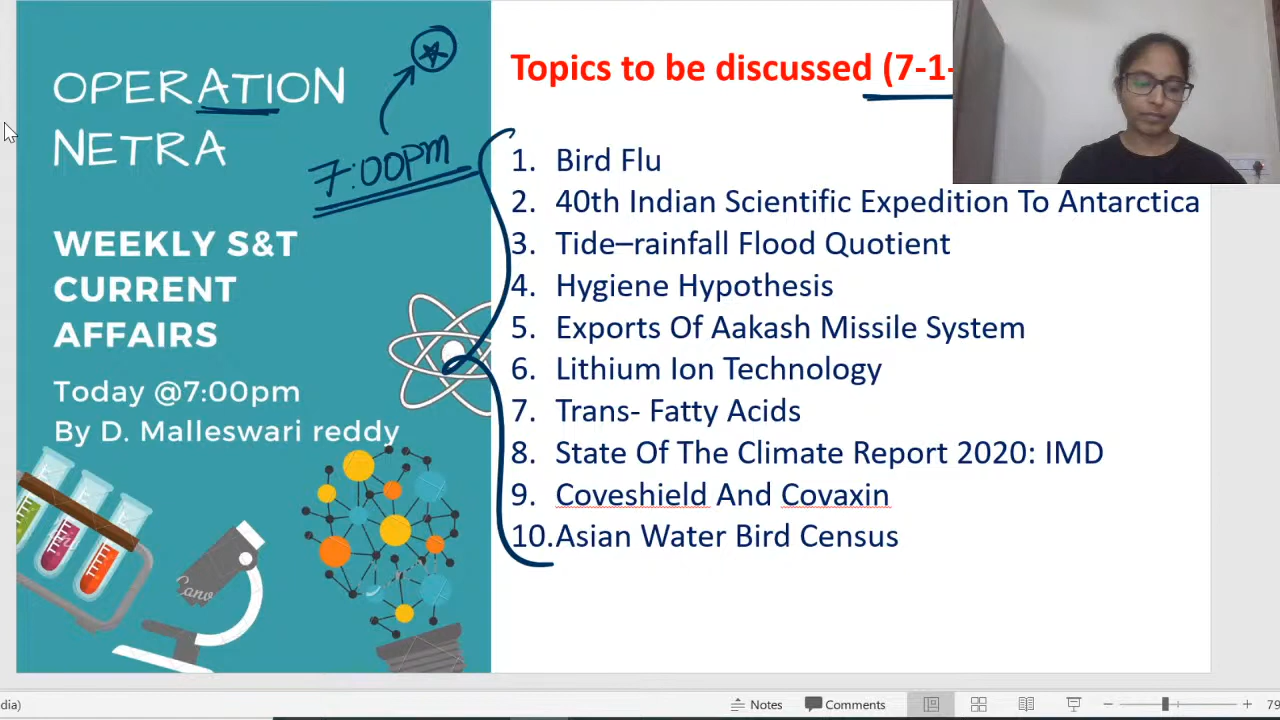 OPERATION
NETRA
7:00pm
WEEKLY S&T
CURRENT
AFFAIRS
Today @7:00pm
By D. Malleswari reddy
Canva
Topics to be discussed (7-1-
1. Bird Flu
2. 40th Indian Scientific Expedition To Antarctica
3. Tide–rainfall Flood Quotient
4. Hygiene Hypothesis
5. Exports Of Aakash Missile System
6. Lithium Ion Technology
7. Trans- Fatty Acids
8. State Of The Climate Report 2020: IMD
9. Coveshield And Covaxin
10. Asian Water Bird Census
dia)
Notes
Comments
79